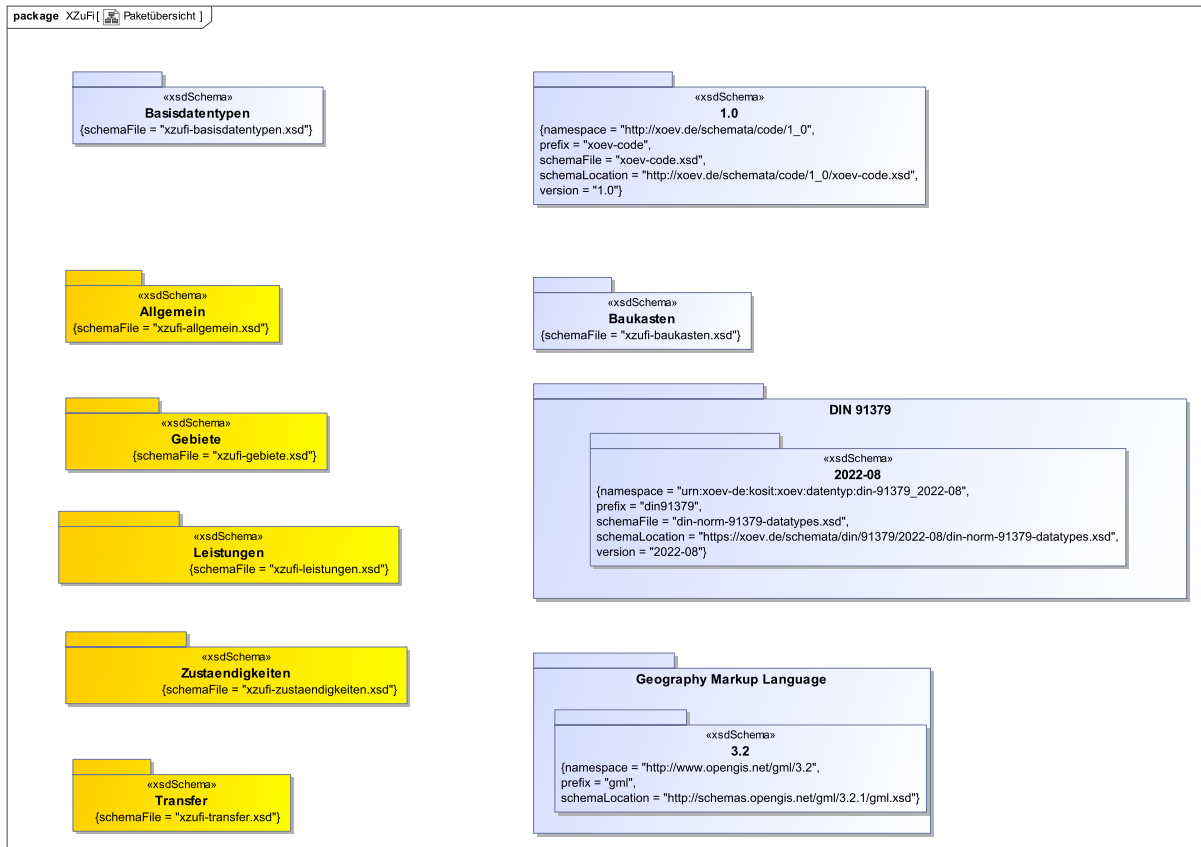 package XZuFi[ Paketübersicht ]
«xsdSchema»
Basisdatentypen
{schemaFile = "xzufi-basisdatentypen.xsd"}
«xsdSchema»
Allgemein
{schemaFile = "xzufi-allgemein.xsd"}
«xsdSchema»
Gebiete
{schemaFile = "xzufi-gebiete.xsd"}
«xsdSchema»
Leistungen
{schemaFile = "xzufi-leistungen.xsd"}
«xsdSchema»
Zustaendigkeiten
{schemaFile = "xzufi-zustaendigkeiten.xsd"}
«xsdSchema»
Transfer
{schemaFile = "xzufi-transfer.xsd"}
«xsdSchema»
1.0
{namespace = "http://xoev.de/schemata/code/1_0",
prefix = "xoev-code",
schemaFile = "xoev-code.xsd",
schemaLocation = "http://xoev.de/schemata/code/1_0/xoev-code.xsd",
version = "1.0"}
«xsdSchema»
Baukasten
{schemaFile = "xzufi-baukasten.xsd"}
DIN 91379
«xsdSchema»
2022-08
{namespace = "urn:xoev-de:kosit:xoev:datentyp:din-91379_2022-08",
prefix = "din91379",
schemaFile = "din-norm-91379-datatypes.xsd",
schemaLocation = "https://xoev.de/schemata/din/91379/2022-08/din-norm-91379-datatypes.xsd",
version = "2022-08"}
Geography Markup Language
«xsdSchema»
3.2
{namespace = "http://www.opengis.net/gml/3.2",
prefix = "gml",
schemaLocation = "http://schemas.opengis.net/gml/3.2.1/gml.xsd"}